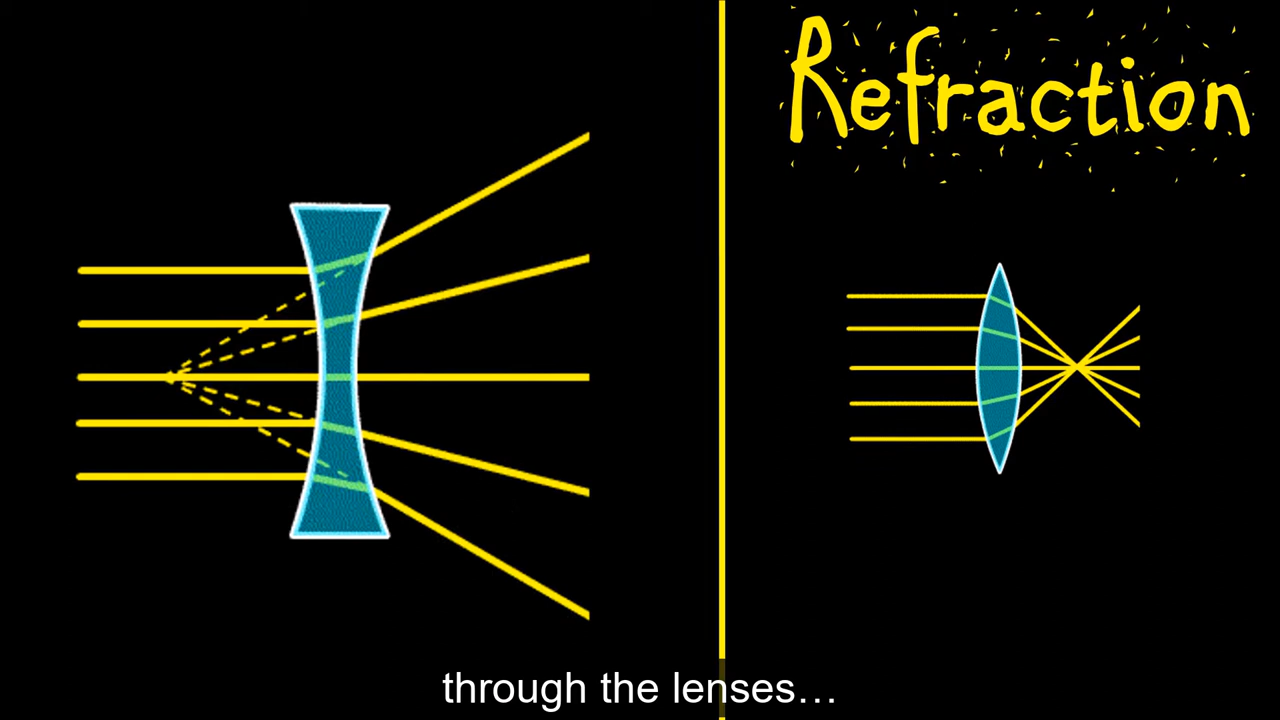 Refraction
through the lenses…